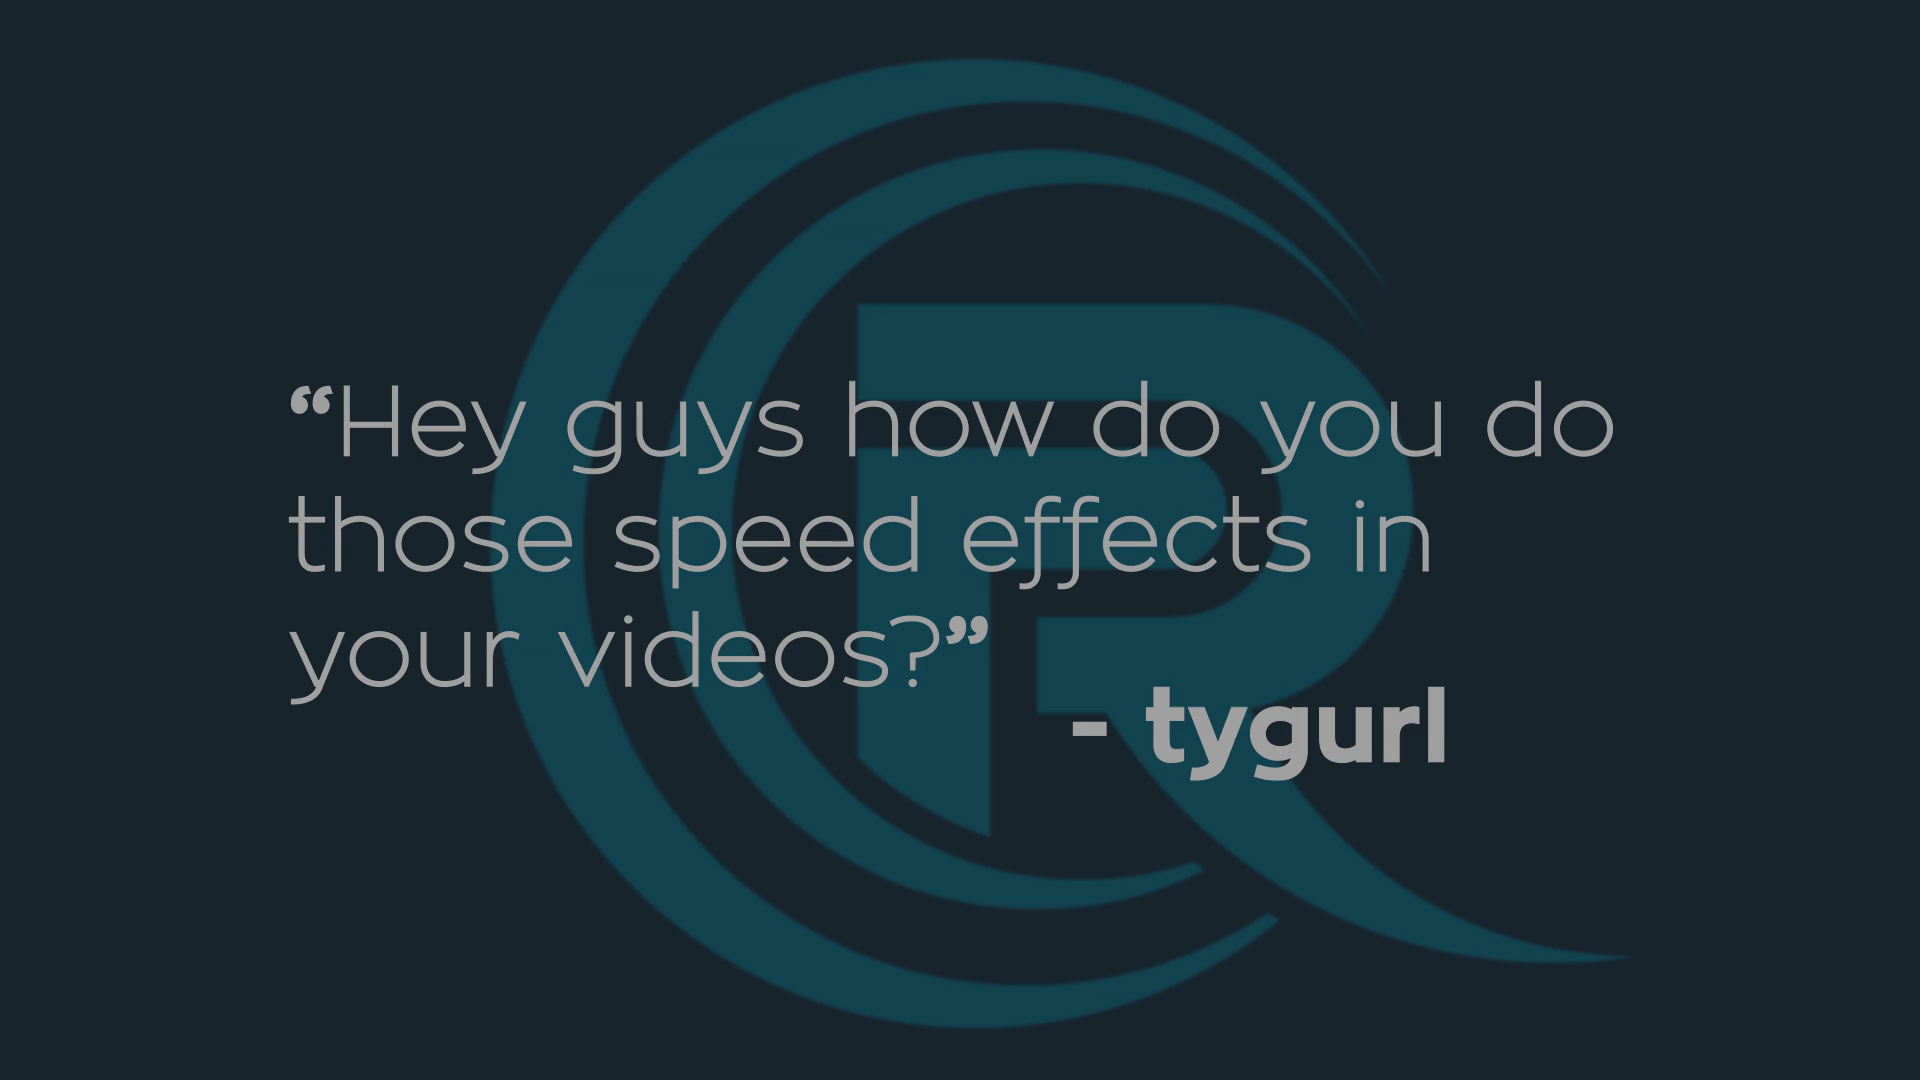 “Hey guys how do you do
those speed effects in
your videos?”
- tygurl